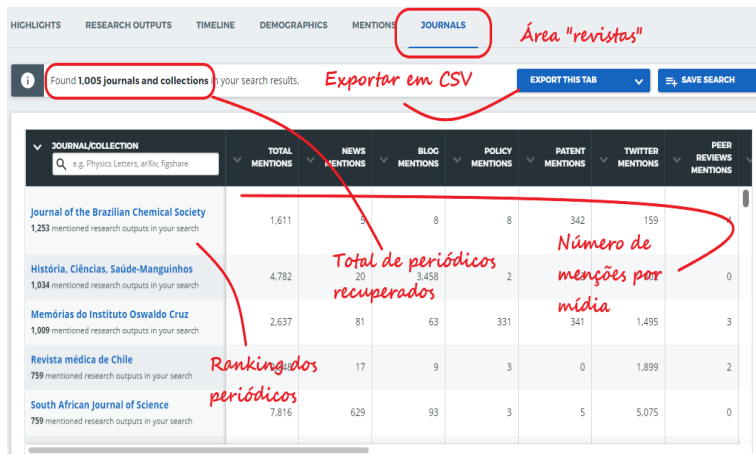 HIGHLIGHTS RESEARCH OUTPUTS TIMELINE DEMOGRAPHICS MENTIONS JOURNALS
Área "revistas"
Found 1,005 journals and collections in your search results.
Exportar em CSV
EXPORT THIS TAB
SAVE SEARCH
JOURNAL/COLLECTION
e.g. Physics Letters, arXiv, figshare
TOTAL MENTIONS
NEWS MENTIONS
BLOG MENTIONS
POLICY MENTIONS
PATENT MENTIONS
TWITTER MENTIONS
PEER REVIEWS MENTIONS
Journal of the Brazilian Chemical Society
1,253 mentioned research outputs in your search
1,611 5 8 8 342 159
História, Ciências, Saúde-Manguinhos
1,034 mentioned research outputs in your search
4,782 20 3,458 2 0
Memórias do Instituto Oswaldo Cruz
1,009 mentioned research outputs in your search
2,637 81 63 331 341 1,495 3
Revista médica de Chile
759 mentioned research outputs in your search
17 9 3 0 1,899 2
South African Journal of Science
759 mentioned research outputs in your search
7,816 629 93 3 5 5,075 0
Total de periódicos
recuperados
Número de
menções por
mídia
Ranking dos
periódicos